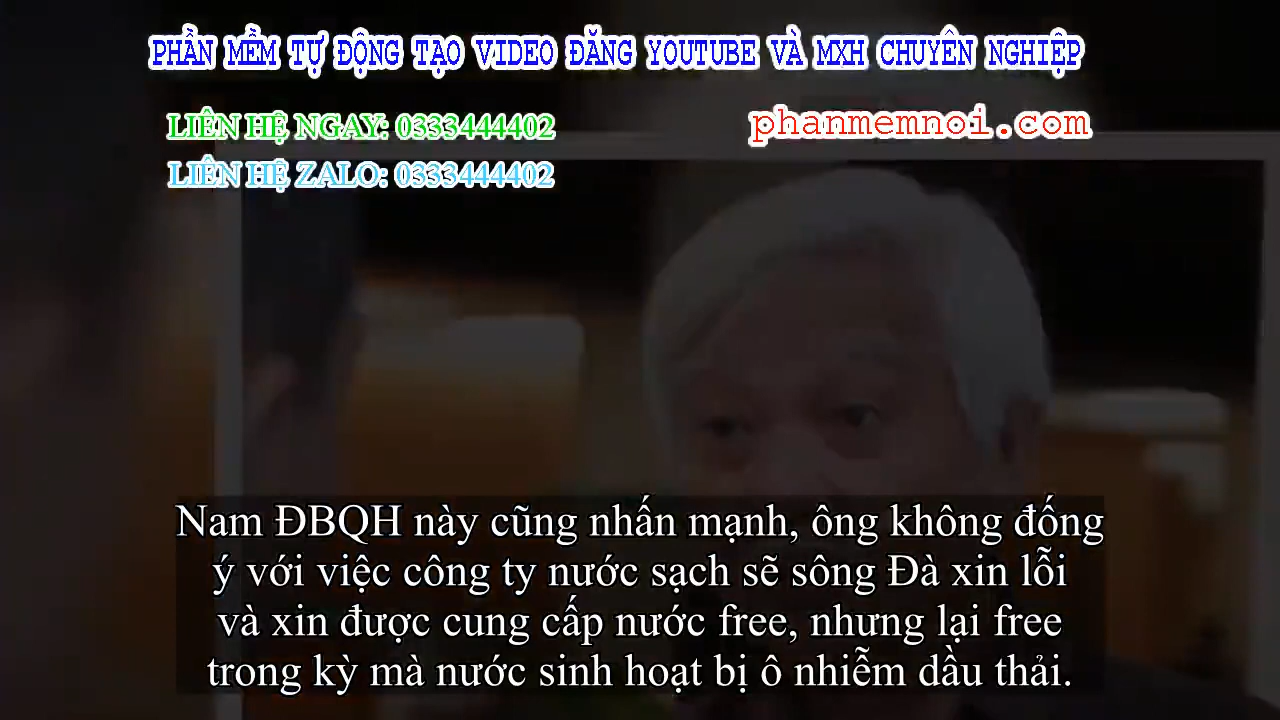 PHẦN MỀM TỰ ĐỘNG TẠO VIDEO ĐĂNG YOUTUBE VÀ MXH CHUYÊN NGHIỆP
LIÊN HỆ NGAY: 0333444402
phanmemnoi.com
LIÊN HỆ ZALO: 0333444402
Nam ĐBQH này cũng nhấn mạnh, ông không đống
ý với việc công ty nước sạch sẽ sông Đà xin lỗi
và xin được cung cấp nước free, nhưng lại free
trong kỳ mà nước sinh hoạt bị ô nhiễm dầu thải.